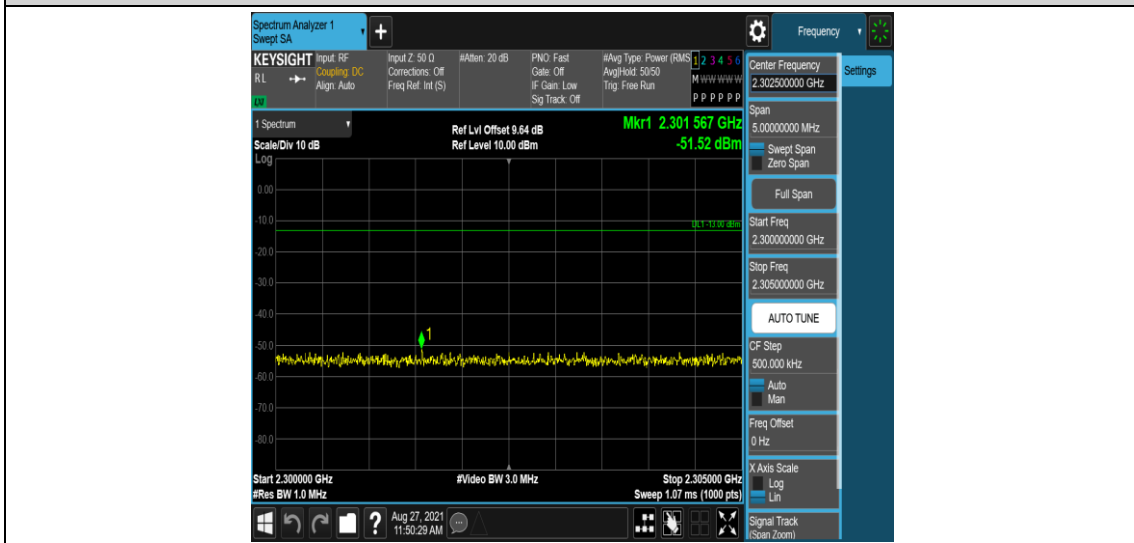 Spectrum Analyzer 1
Swept SA
+
Frequency
KEYSIGHT Input: RF Input Z: 50 Ω #Atten: 20 dB PNO: Fast #Avg Type: Power (RMS 1 2 3 4 5 6
RL Coupling: DC Corrections: Off Gate: Off Avg|Hold: 50/50 M W W W W W
Align: Auto Freq Ref: Int (S) IF Gain: Low Trig: Free Run
Sig Track: Off P P P P P P
LXI
1 Spectrum
Scale/Div 10 dB
Ref Lvl Offset 9.64 dB
Ref Level 10.00 dBm
Mkr1 2.301 567 GHz
-51.52 dBm
Log
0.00
-10.0
DL1 -13.00 dBm
-20.0
-30.0
-40.0
1
-50.0
-60.0
-70.0
-80.0
Start 2.300000 GHz #Video BW 3.0 MHz Stop 2.305000 GHz
#Res BW 1.0 MHz Sweep 1.07 ms (1000 pts)
? Aug 27, 2021
11:50:29 AM
Center Frequency
2.302500000 GHz
Settings
Span
5.00000000 MHz
Swept Span
Zero Span
Full Span
Start Freq
2.300000000 GHz
Stop Freq
2.305000000 GHz
AUTO TUNE
CF Step
500.000 kHz
Auto
Man
Freq Offset
0 Hz
X Axis Scale
Log
Lin
Signal Track
(Span Zoom)